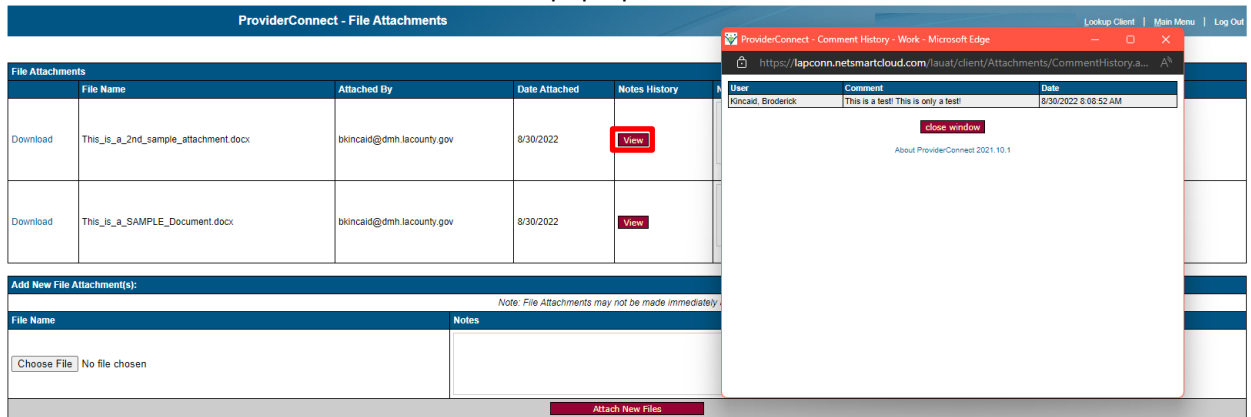 ProviderConnect - File Attachments
Lookup Client | Main Menu | Log Out
File Attachments
File Name Attached By Date Attached Notes History
Download This_is_a_2nd_sample_attachment.docx bkincaid@dmh.lacounty.gov 8/30/2022 View
Download This_is_a_SAMPLE_Document.docx bkincaid@dmh.lacounty.gov 8/30/2022 View
Add New File Attachment(s):
Note: File Attachments may not be made immediately
File Name Notes
Choose File No file chosen
Attach New Files
ProviderConnect - Comment History - Work - Microsoft Edge
https://lapconn.netsmartcloud.com/lauat/client/Attachments/CommentHistory.a...
User Comment Date
Kincaid, Broderick This is a test! This is only a test! 8/30/2022 8:08:52 AM
close window
About ProviderConnect 2021.10.1